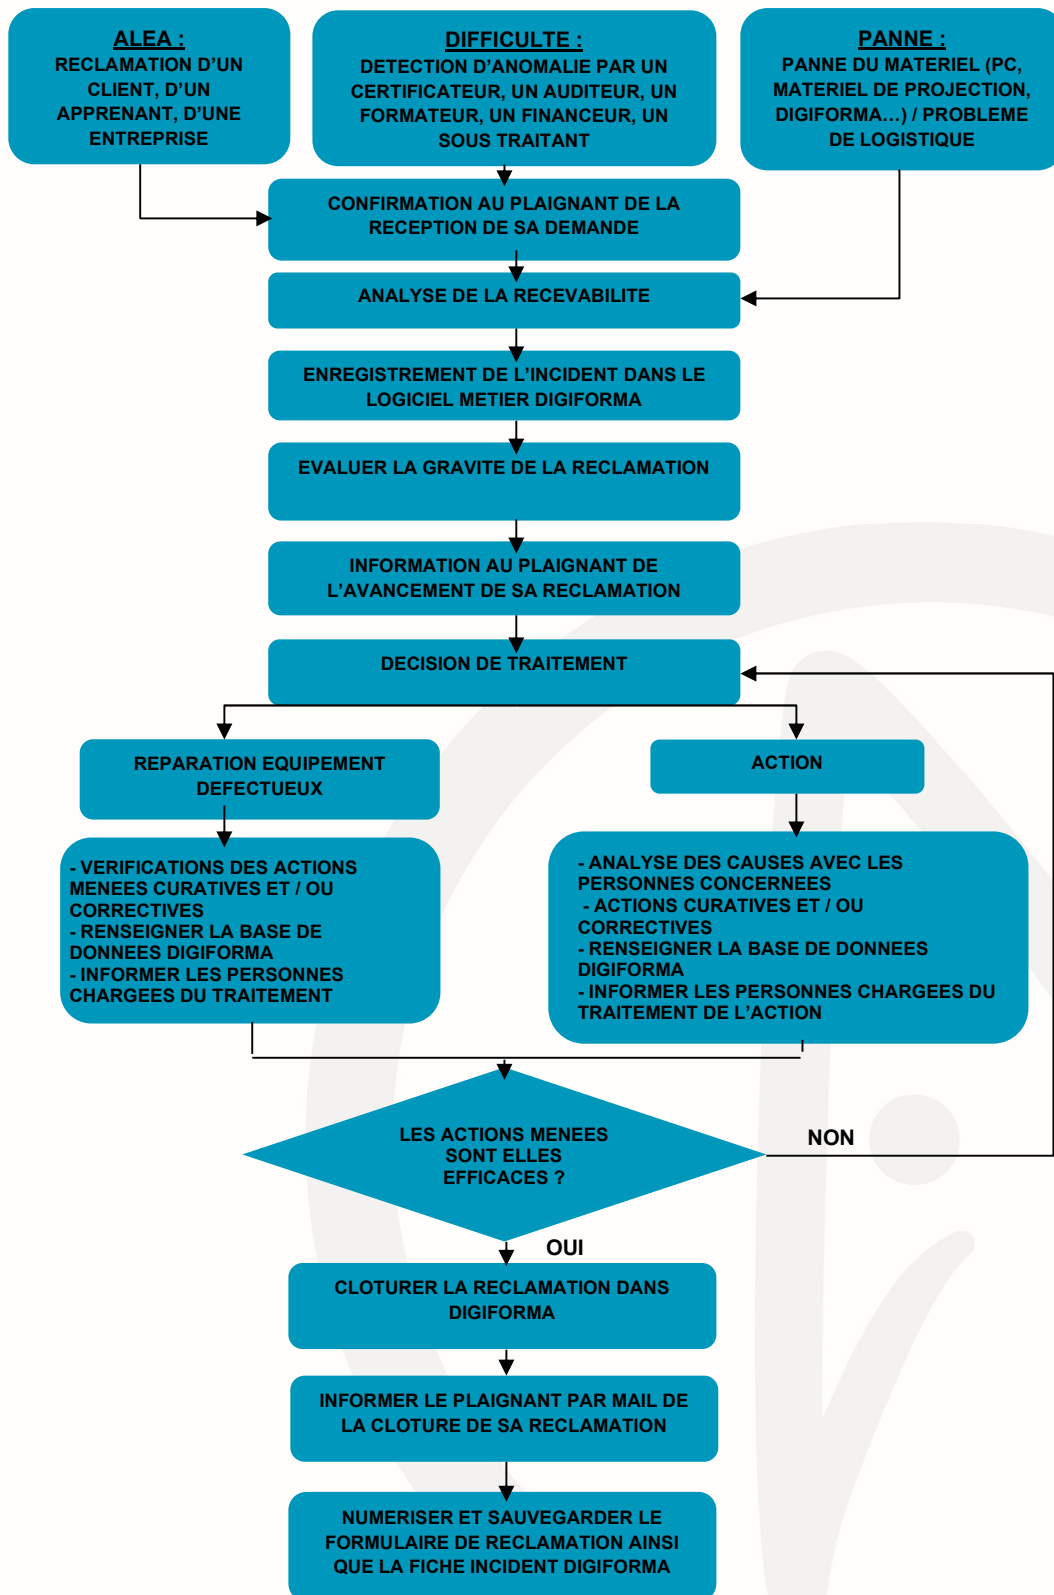 ALEA :
RECLAMATION D’UN
CLIENT, D’UN
APPRENANT, D’UNE
ENTREPRISE
DIFFICULTE :
DETECTION D’ANOMALIE PAR UN
CERTIFICATEUR, UN AUDITEUR, UN
FORMATEUR, UN FINANCEUR, UN
SOUS TRAITANT
PANNE :
PANNE DU MATERIEL (PC,
MATERIEL DE PROJECTION,
DIGIFORMA…) / PROBLEME
DE LOGISTIQUE
CONFIRMATION AU PLAIGNANT DE LA
RECEPTION DE SA DEMANDE
ANALYSE DE LA RECEVABILITE
ENREGISTREMENT DE L’INCIDENT DANS LE
LOGICIEL METIER DIGIFORMA
EVALUER LA GRAVITE DE LA RECLAMATION
INFORMATION AU PLAIGNANT DE
L’AVANCEMENT DE SA RECLAMATION
DECISION DE TRAITEMENT
REPARATION EQUIPEMENT
DEFECTUEUX
ACTION
- VERIFICATIONS DES ACTIONS
MENEES CURATIVES ET / OU
CORRECTIVES
- RENSEIGNER LA BASE DE
DONNEES DIGIFORMA
- INFORMER LES PERSONNES
CHARGEES DU TRAITEMENT
- ANALYSE DES CAUSES AVEC LES
PERSONNES CONCERNEES
- ACTIONS CURATIVES ET / OU
CORRECTIVES
- RENSEIGNER LA BASE DE DONNEES
DIGIFORMA
- INFORMER LES PERSONNES CHARGEES DU
TRAITEMENT DE L’ACTION
LES ACTIONS MENEES
SONT ELLES
EFFICACES ?
NON
OUI
CLOTURER LA RECLAMATION DANS
DIGIFORMA
INFORMER LE PLAIGNANT PAR MAIL DE
LA CLOTURE DE SA RECLAMATION
NUMERISER ET SAUVEGARDER LE
FORMULAIRE DE RECLAMATION AINSI
QUE LA FICHE INCIDENT DIGIFORMA